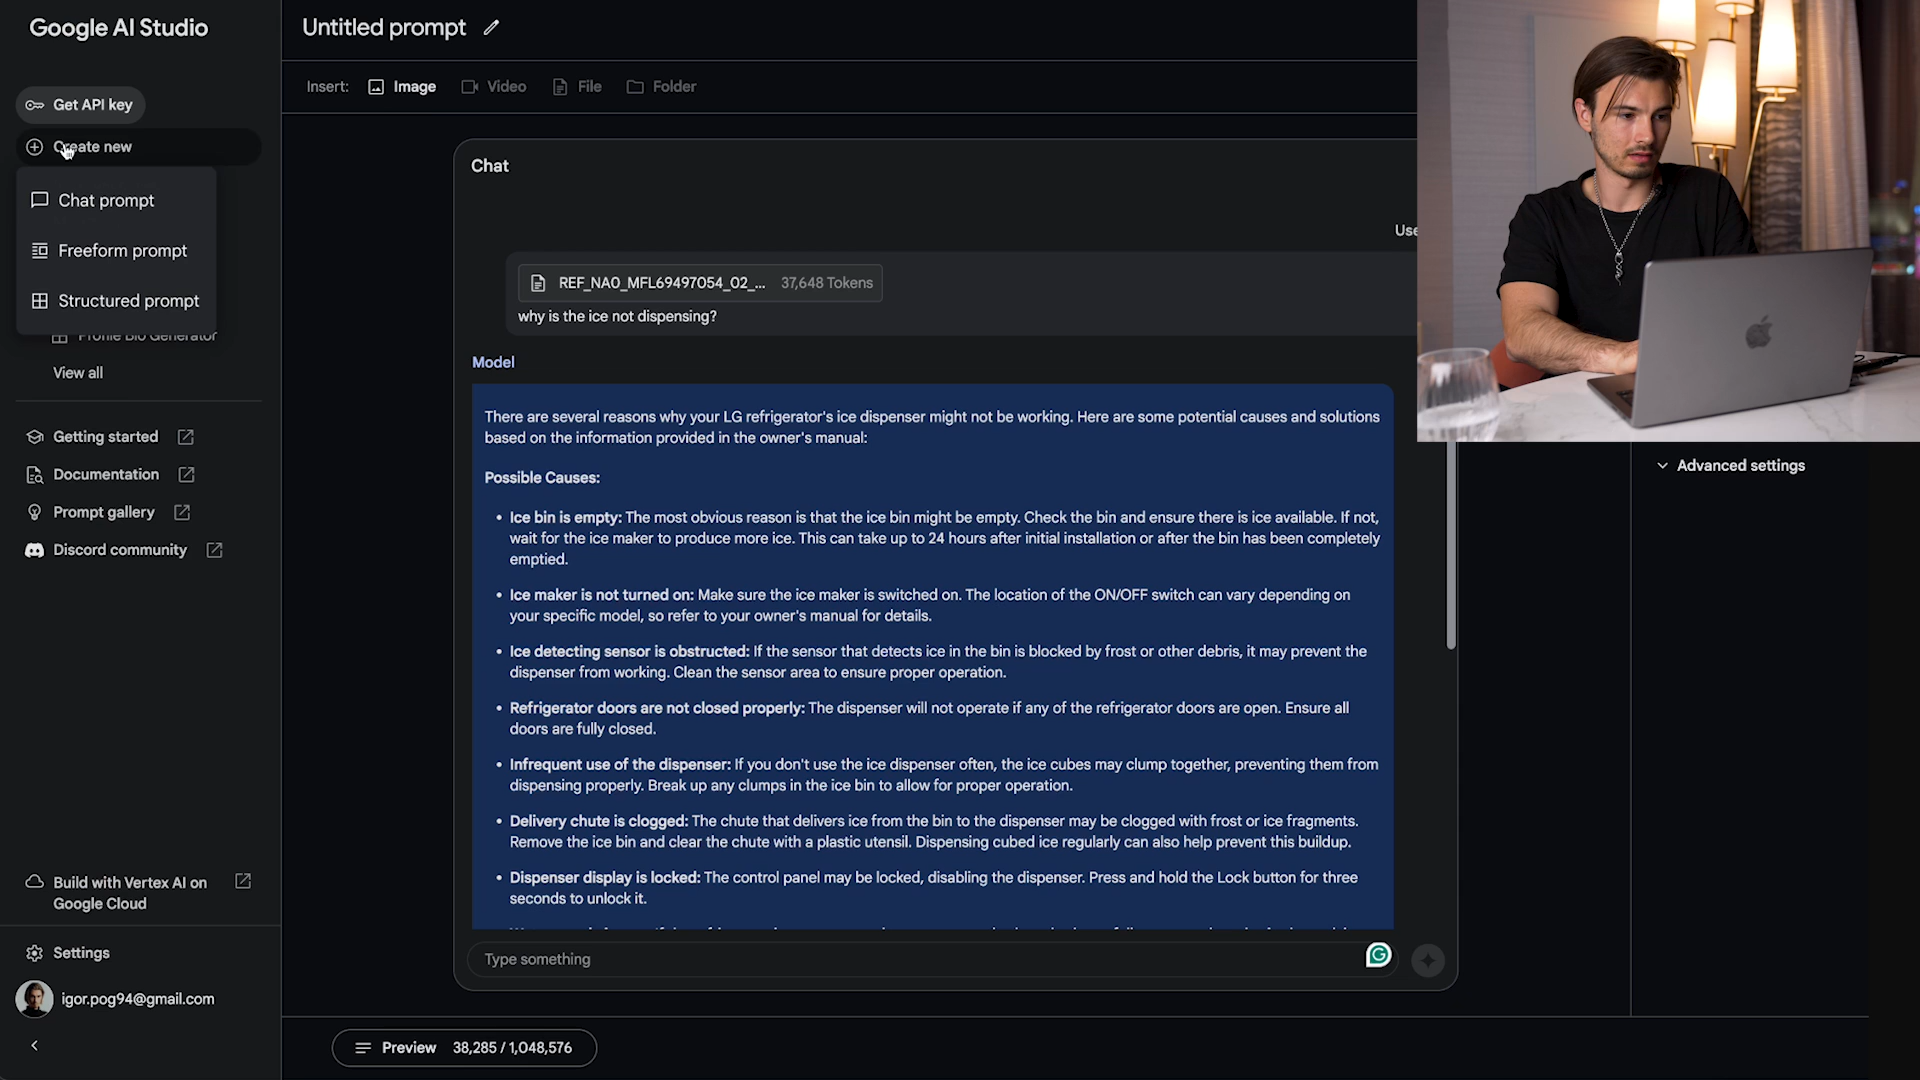 Google AI Studio
Get API key
Create new
Chat prompt
Freeform prompt
Structured prompt
Profile Bio Generator
View all
Getting started
Documentation
Prompt gallery
Discord community
Build with Vertex AI on
Google Cloud
Settings
igor.pog94@gmail.com
Untitled prompt
Insert: Image Video File Folder
Chat
Use
REF_NA0_MFL69497054_02_... 37,648 Tokens
why is the ice not dispensing?
Model
There are several reasons why your LG refrigerator's ice dispenser might not be working. Here are some potential causes and solutions
based on the information provided in the owner's manual:
Possible Causes:
• Ice bin is empty: The most obvious reason is that the ice bin might be empty. Check the bin and ensure there is ice available. If not,
wait for the ice maker to produce more ice. This can take up to 24 hours after initial installation or after the bin has been completely
emptied.
• Ice maker is not turned on: Make sure the ice maker is switched on. The location of the ON/OFF switch can vary depending on
your specific model, so refer to your owner's manual for details.
• Ice detecting sensor is obstructed: If the sensor that detects ice in the bin is blocked by frost or other debris, it may prevent the
dispenser from working. Clean the sensor area to ensure proper operation.
• Refrigerator doors are not closed properly: The dispenser will not operate if any of the refrigerator doors are open. Ensure all
doors are fully closed.
• Infrequent use of the dispenser: If you don't use the ice dispenser often, the ice cubes may clump together, preventing them from
dispensing properly. Break up any clumps in the ice bin to allow for proper operation.
• Delivery chute is clogged: The chute that delivers ice from the bin to the dispenser may be clogged with frost or ice fragments.
Remove the ice bin and clear the chute with a plastic utensil. Dispensing cubed ice regularly can also help prevent this buildup.
• Dispenser display is locked: The control panel may be locked, disabling the dispenser. Press and hold the Lock button for three
seconds to unlock it.
Type something
Preview 38,285 / 1,048,576
Advanced settings